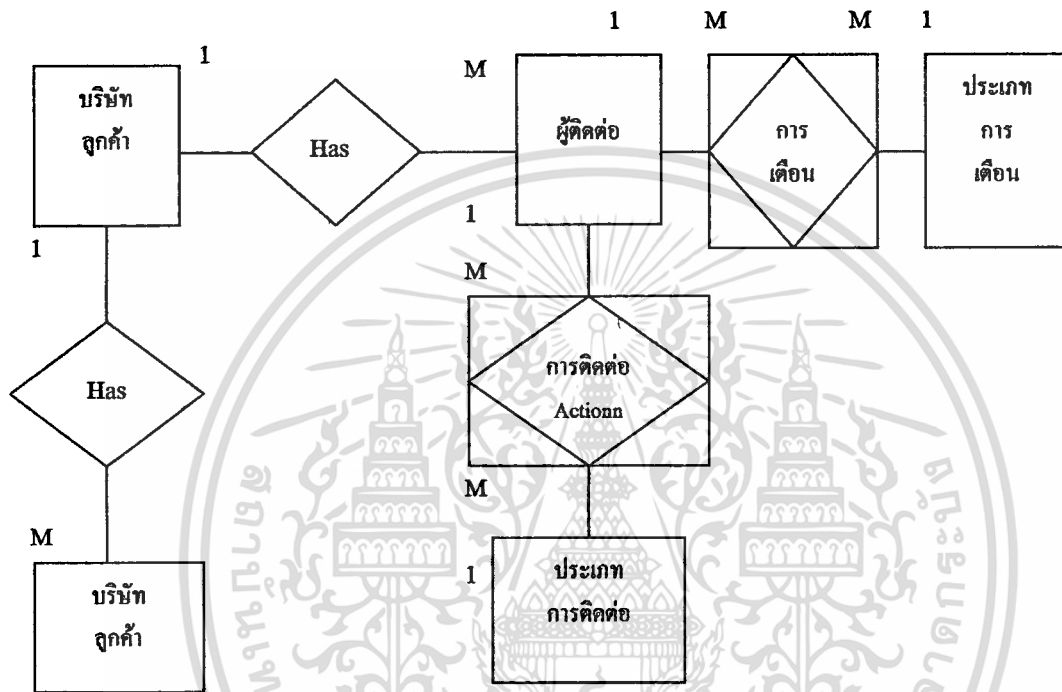 1 M M 1
1
M
บริษัท
ลูกค้า
Has
ผู้ติดต่อ
การ
เตือน
ประเภท
การ
เตือน
1
1
M
Has
การติดต่อ
Actionn
M
M
1
บริษัท
ลูกค้า
ประเภท
การติดต่อ